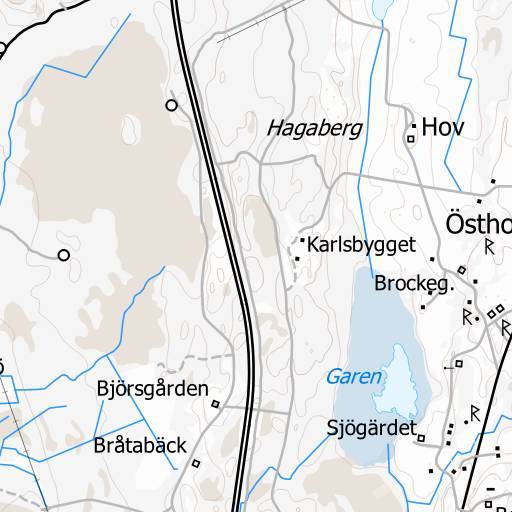 Hagaberg
Hov
Östho
Karlsbygget
R
Brockeg.
R
R
Garen
Björsgården
R
Sjögärdet
Bråtabäck